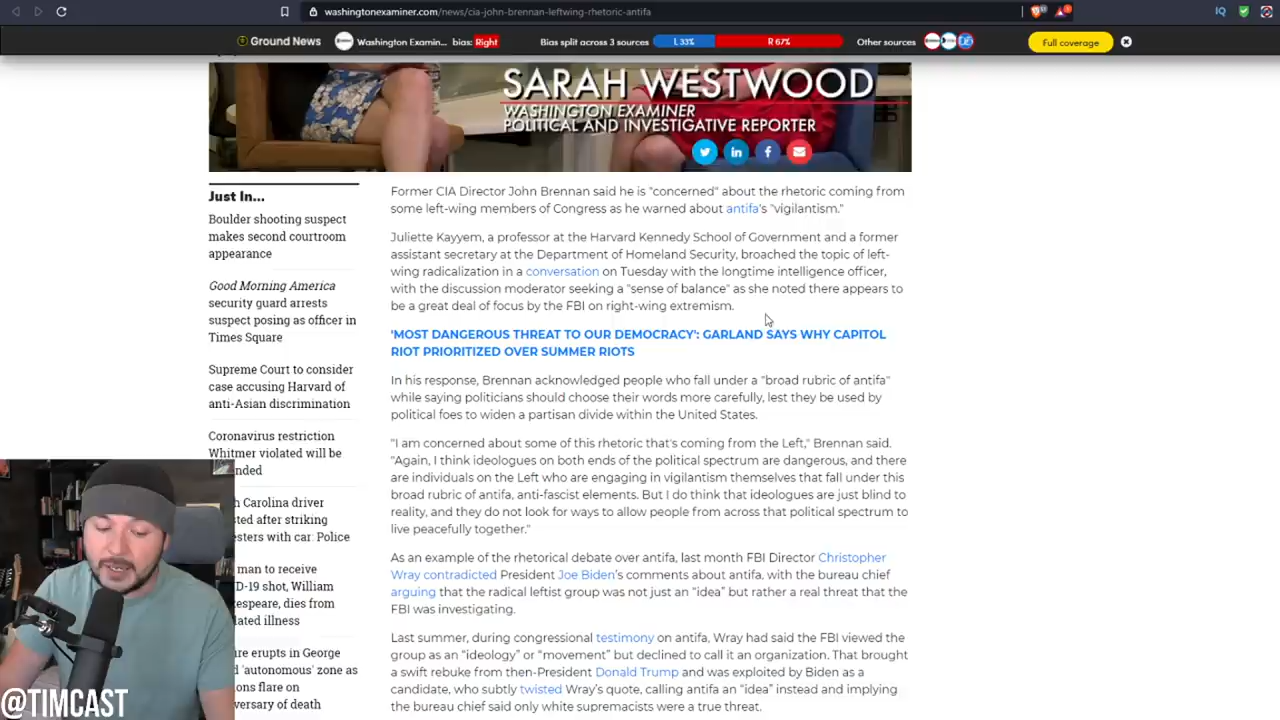 washingtonexaminer.com/news/cia-john-brennan-leftwing-rhetoric-antifa
IQ
Ground News
Washington Examin... bias: Right
Bias split across 3 sources
L 33%
R 67%
Other sources
Full coverage
SARAH WESTWOOD
WASHINGTON EXAMINER
POLITICAL AND INVESTIGATIVE REPORTER
Just In...
Boulder shooting suspect
makes second courtroom
appearance
Good Morning America
security guard arrests
suspect posing as officer in
Times Square
Supreme Court to consider
case accusing Harvard of
anti-Asian discrimination
Coronavirus restriction
Whitmer violated will be
nded
Carolina driver
sted after striking
esters with car: Police
man to receive
D-19 shot, William
espeare, dies from
lated illness
re erupts in George
d 'autonomous' zone as
ons flare on
versary of death
Former CIA Director John Brennan said he is "concerned" about the rhetoric coming from
some left-wing members of Congress as he warned about antifa's "vigilantism."
Juliette Kayyem, a professor at the Harvard Kennedy School of Government and a former
assistant secretary at the Department of Homeland Security, broached the topic of left-
wing radicalization in a conversation on Tuesday with the longtime intelligence officer,
with the discussion moderator seeking a "sense of balance" as she noted there appears to
be a great deal of focus by the FBI on right-wing extremism.
'MOST DANGEROUS THREAT TO OUR DEMOCRACY': GARLAND SAYS WHY CAPITOL
RIOT PRIORITIZED OVER SUMMER RIOTS
In his response, Brennan acknowledged people who fall under a "broad rubric of antifa"
while saying politicians should choose their words more carefully, lest they be used by
political foes to widen a partisan divide within the United States.
"I am concerned about some of this rhetoric that's coming from the Left," Brennan said.
"Again, I think ideologues on both ends of the political spectrum are dangerous, and there
are individuals on the Left who are engaging in vigilantism themselves that fall under this
broad rubric of antifa, anti-fascist elements. But I do think that ideologues are just blind to
reality, and they do not look for ways to allow people from across that political spectrum to
live peacefully together."
As an example of the rhetorical debate over antifa, last month FBI Director Christopher
Wray contradicted President Joe Biden's comments about antifa, with the bureau chief
arguing that the radical leftist group was not just an "idea" but rather a real threat that the
FBI was investigating.
Last summer, during congressional testimony on antifa, Wray had said the FBI viewed the
group as an "ideology" or "movement" but declined to call it an organization. That brought
a swift rebuke from then-President Donald Trump and was exploited by Biden as a
candidate, who subtly twisted Wray's quote, calling antifa an "idea" instead and implying
the bureau chief said only white supremacists were a true threat.
@TIMCAST